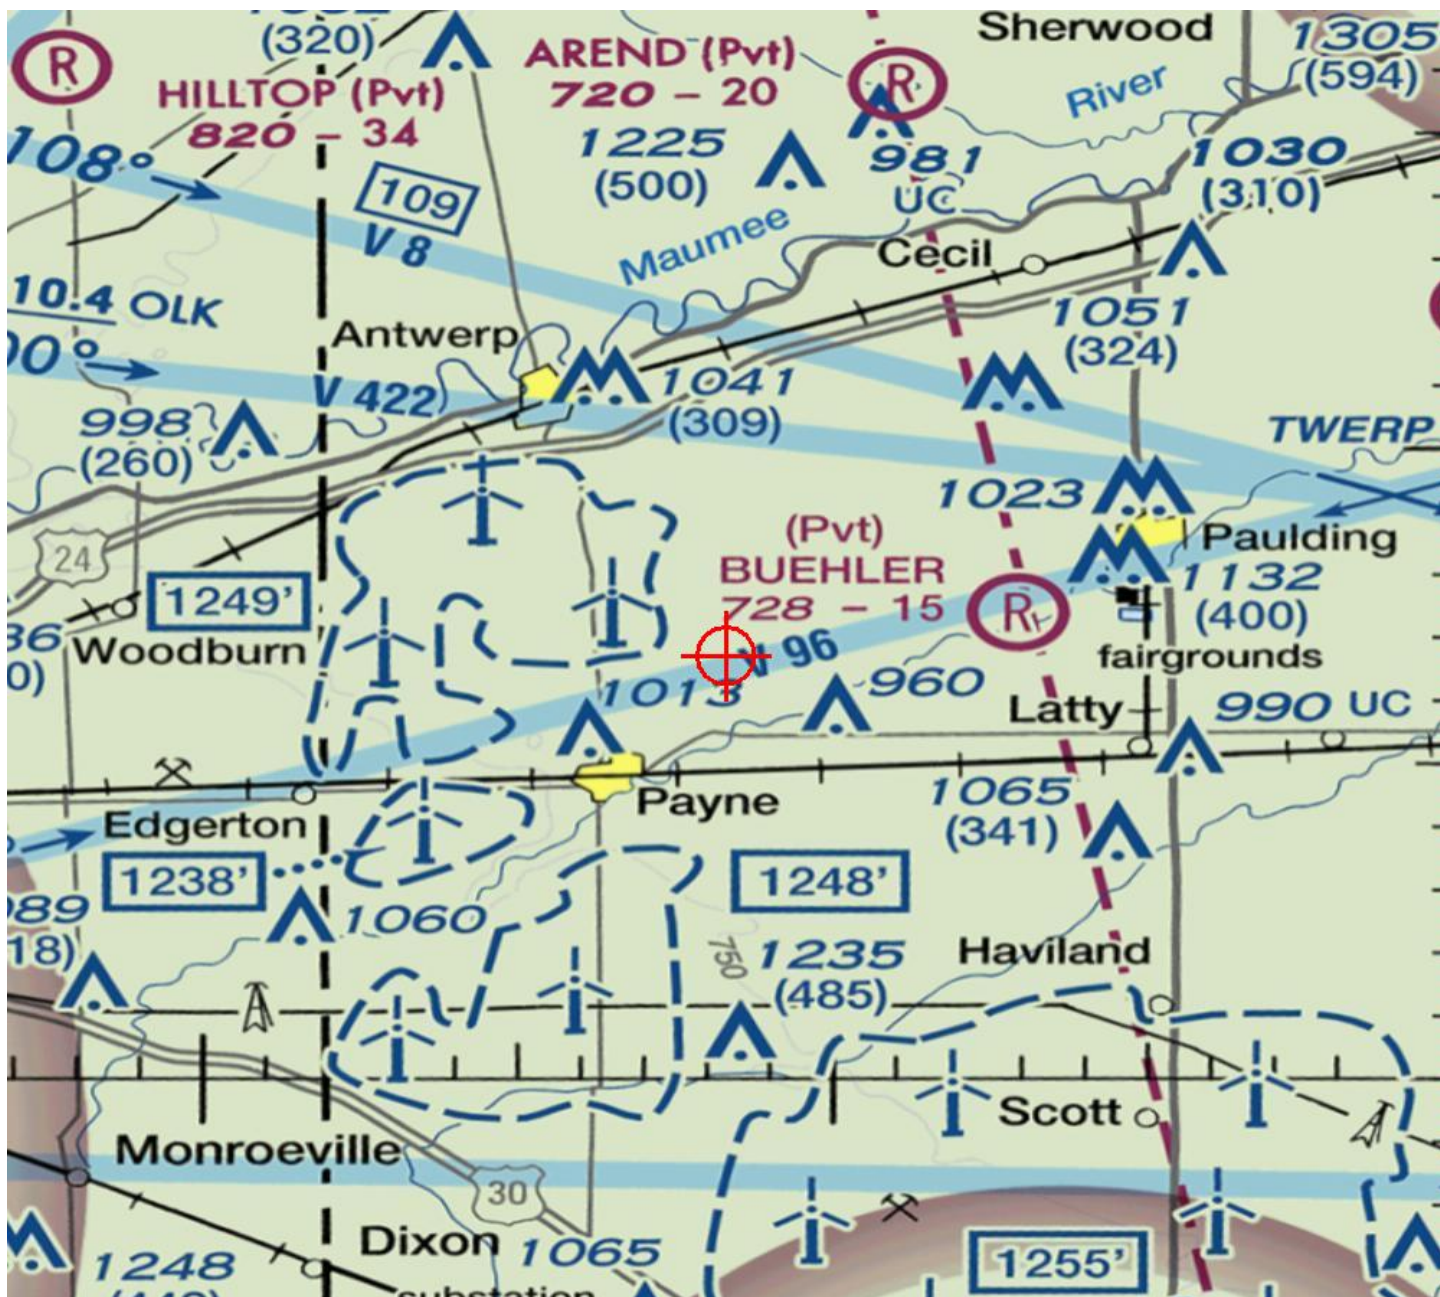 (320)
Sherwood
1305
(594)
R
AREND (Pvt)
720 - 20
R
HILLTOP (Pvt)
820 - 34
River
108°
109
V 8
1225
(500)
981
UC
1030
(310)
Maumee
Cecil
10.4 OLK
Antwerp
1051
(324)
00°
V 422
1041
(309)
998
(260)
TWERP
1023
24
(Pvt)
BUEHLER
728 - 15
R
Paulding
1132
(400)
1249'
Woodburn
V 96
fairgrounds
1013
960
Latty
990 UC
Payne
1065
(341)
Edgerton
1238'
1248'
1060
750
1235
(485)
Haviland
Scott
Monroeville
30
Dixon
1065
1248
1255'
substation